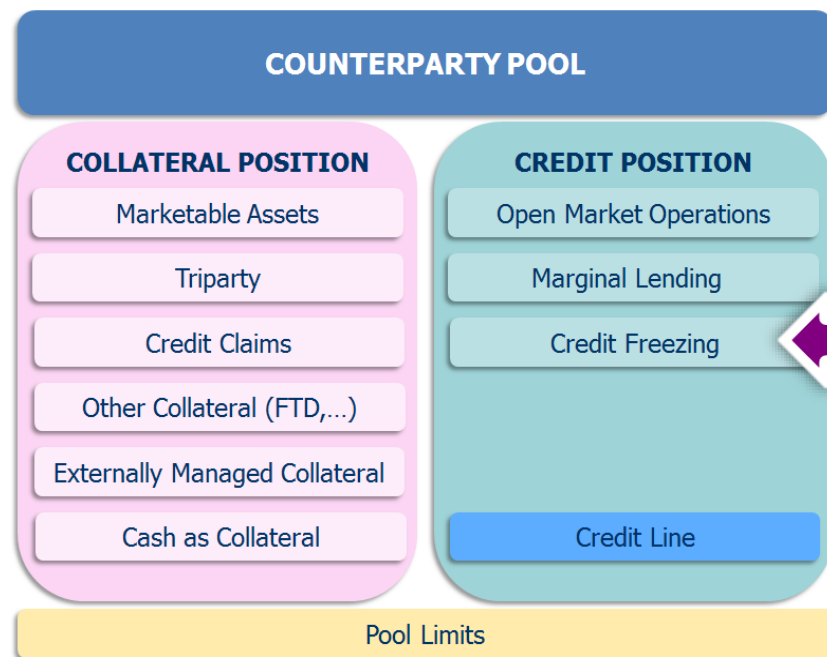 COUNTERPARTY POOL
COLLATERAL POSITION
Marketable Assets
Triparty
Credit Claims
Other Collateral (FTD,...)
Externally Managed Collateral
Cash as Collateral
CREDIT POSITION
Open Market Operations
Marginal Lending
Credit Freezing
Credit Line
Pool Limits